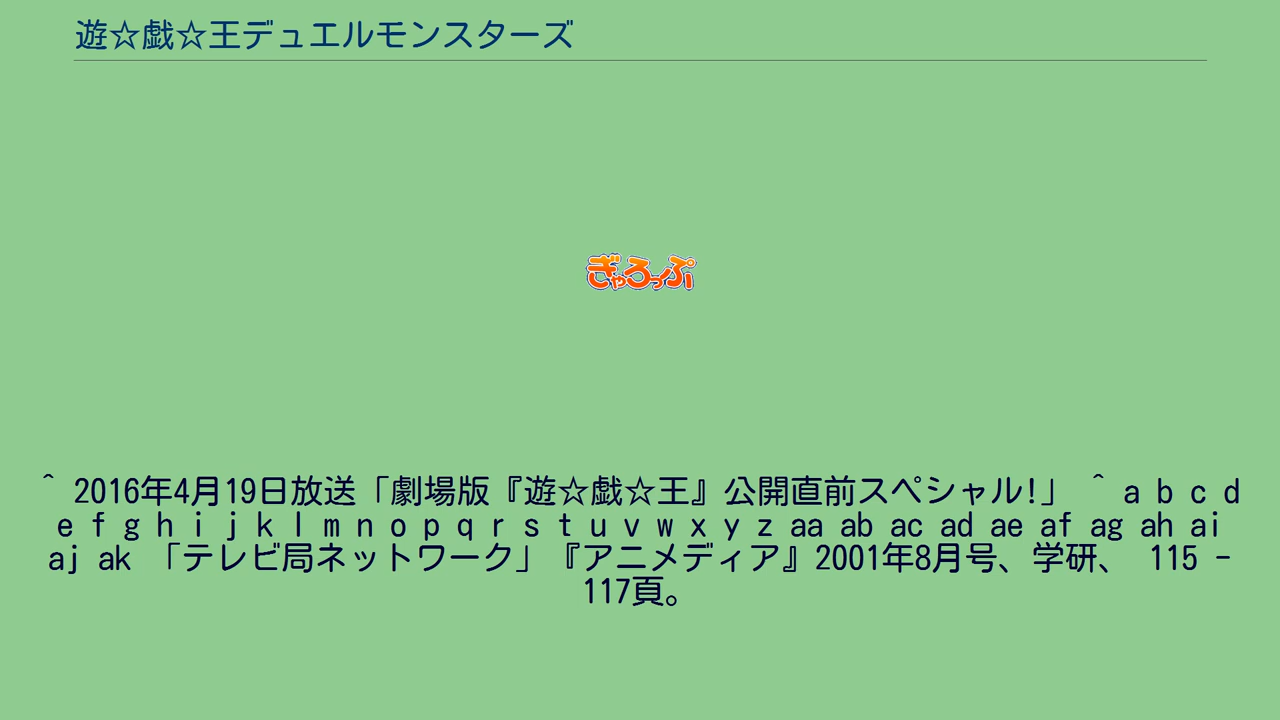 遊☆戯☆王デュエルモンスターズ
ぎゃろっぷ
^ 2016年4月19日放送「劇場版『遊☆戯☆王』公開直前スペシャル!」 ^ a b c d
e f g h i j k l m n o p q r s t u v w x y z aa ab ac ad ae af ag ah ai
aj ak 「テレビ局ネットワーク」『アニメディア』2001年8月号、学研、 115 -
117頁。